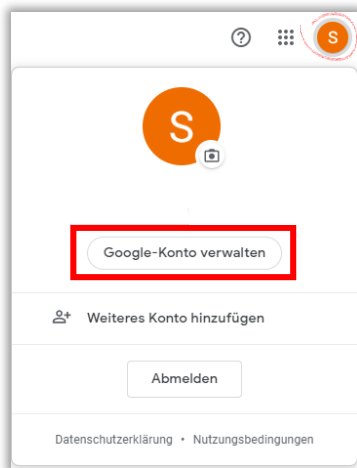 S
S
Google-Konto verwalten
Weiteres Konto hinzufügen
Abmelden
Datenschutzerklärung • Nutzungsbedingungen